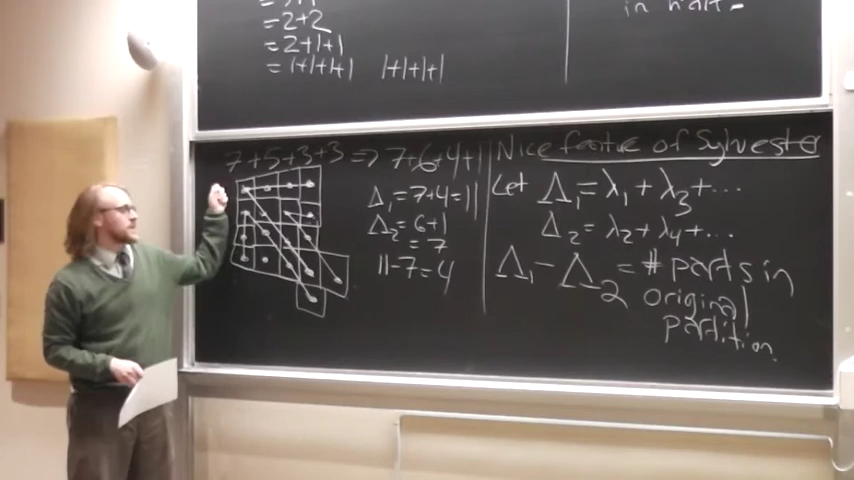 = 2+2
= 2+1+1
= 1+1+1+1 1+1+1+1
in half.
7+5+3+3 ⇒ 7+6+4+1
Δ₁ = 7+4 = 11
Δ₂ = 6+1
= 7
11-7=4
Nice feature of Sylvester
Let Δ₁ = λ₁ + λ₃ + ...
Δ₂ = λ₂ + λ₄ + ...
Δ₁ - Δ₂ = # parts in
original
partition